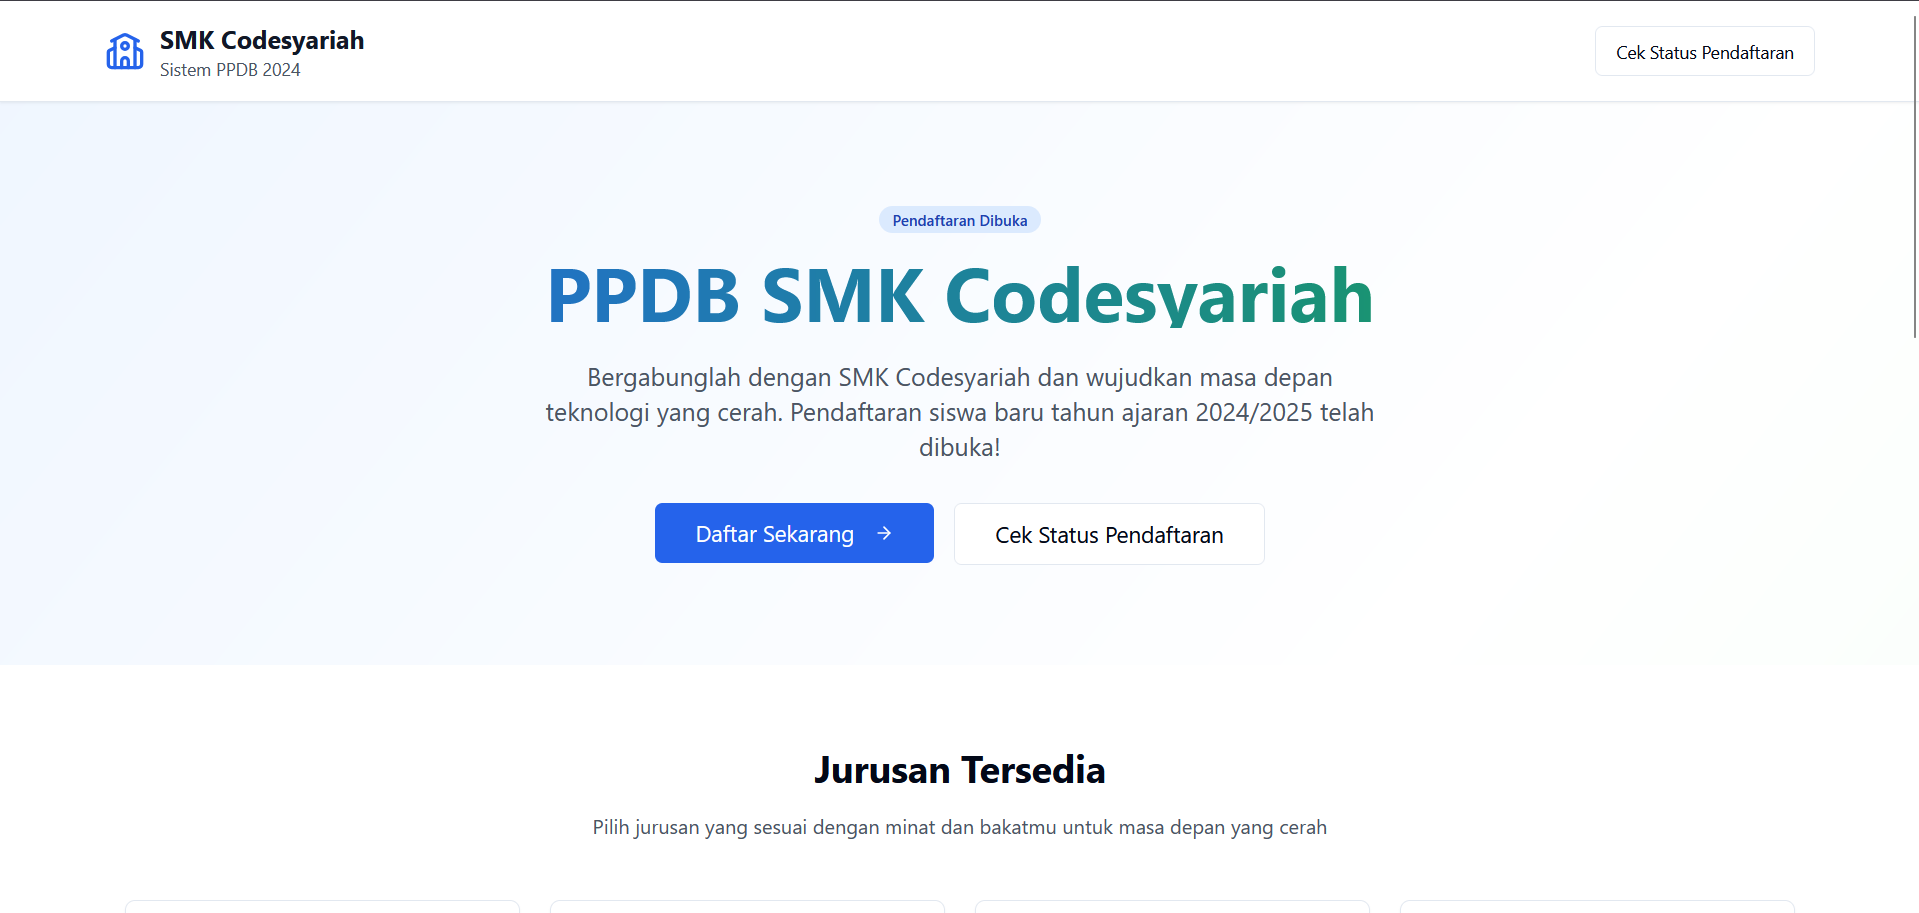 SMK Codesyariah
Sistem PPDB 2024
Cek Status Pendaftaran
Pendaftaran Dibuka
PPDB SMK Codesyariah
Bergabunglah dengan SMK Codesyariah dan wujudkan masa depan
teknologi yang cerah. Pendaftaran siswa baru tahun ajaran 2024/2025 telah
dibuka!
Daftar Sekarang
Cek Status Pendaftaran
Jurusan Tersedia
Pilih jurusan yang sesuai dengan minat dan bakatmu untuk masa depan yang cerah